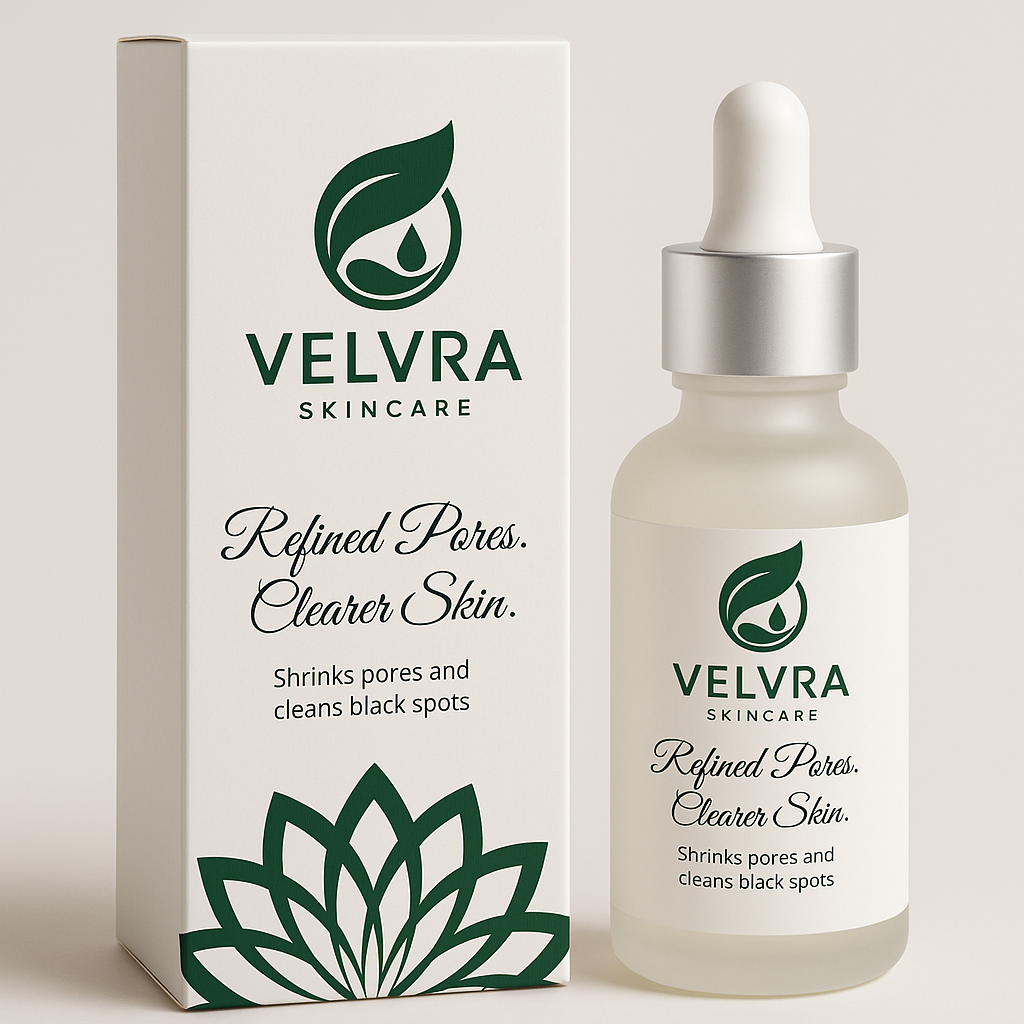 VELVRA
SKINCARE
Refined Pores.
Clearer Skin.
Shrinks pores and
cleans black spots
VELVRA
SKINCARE
Refined Pores.
Clearer Skin.
Shrinks pores and
cleans black spots